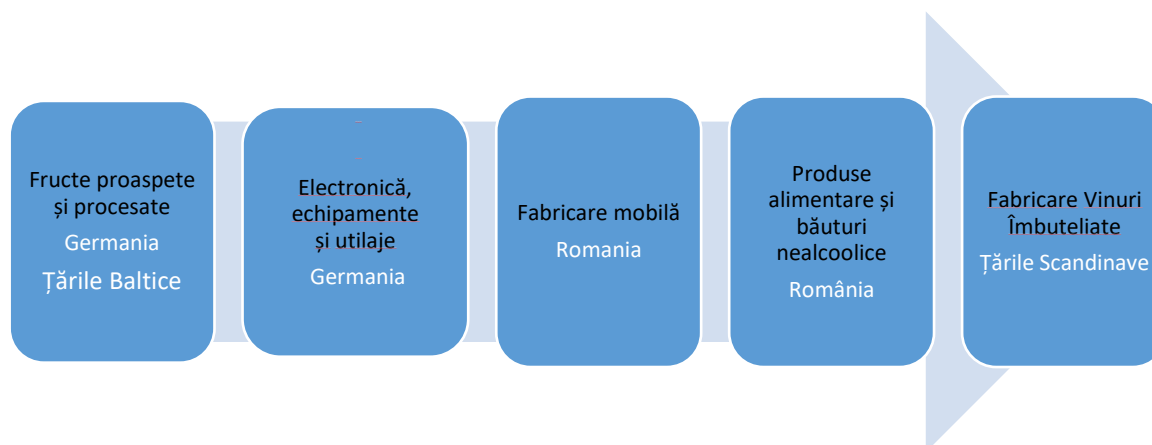 Fructe proaspete
și procesate
Germania
Țările Baltice
Electronică,
echipamente
și utilaje
Germania
Fabricare mobilă
Romania
Produse
alimentare și
băuturi
nealcoolice
România
Fabricare Vinuri
Îmbuteliate
Țările Scandinave